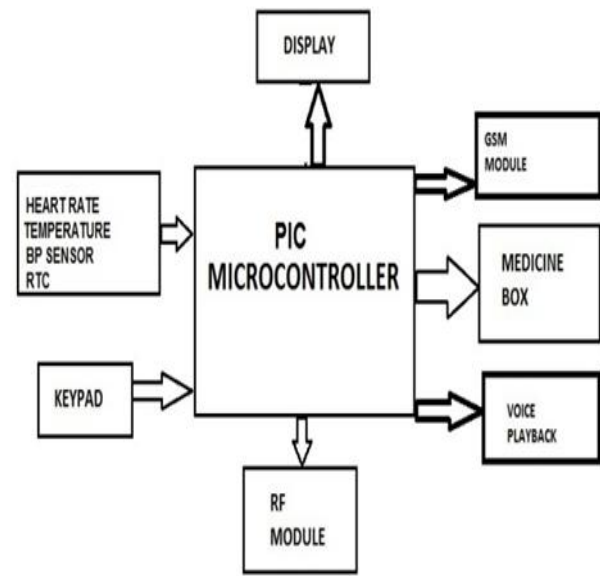 DISPLAY
GSM
MODULE
HEART RATE
TEMPERATURE
BP SENSOR
RTC
PIC
MICROCONTROLLER
MEDICINE
BOX
KEYPAD
VOICE
PLAYBACK
RF
MODULE